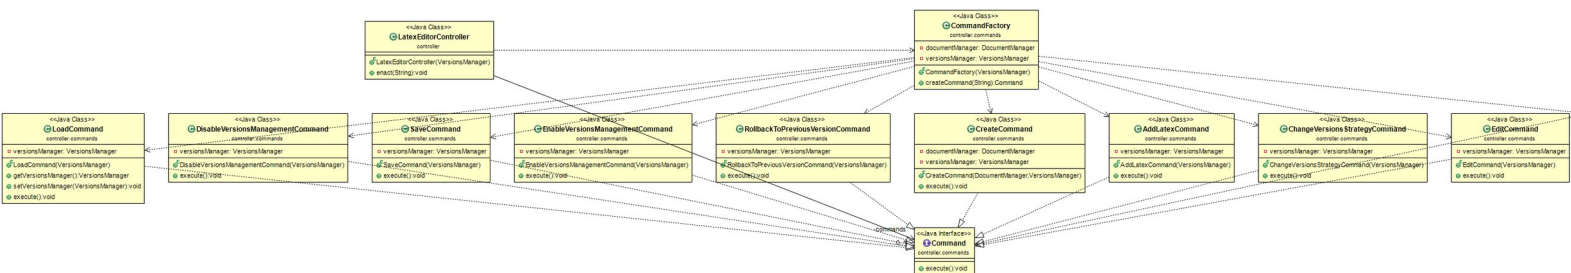 <<Java Class>>
LatexEditorController
controller
LatexEditorController(VersionsManager)
enact(String):void
<<Java Class>>
CommandFactory
controller.commands
documentManager: DocumentManager
versionsManager: VersionsManager
CommandFactory(VersionsManager)
createCommand(String):Command
<<Java Class>>
LoadCommand
controller.commands
versionsManager: VersionsManager
LoadCommand(VersionsManager)
getVersionsManager():VersionsManager
setVersionsManager(VersionsManager):void
execute():void
<<Java Class>>
DisableVersionsManagementCommand
controller.commands
versionsManager: VersionsManager
DisableVersionsManagementCommand(VersionsManager)
execute():void
<<Java Class>>
SaveCommand
controller.commands
versionsManager: VersionsManager
SaveCommand(VersionsManager)
execute():void
<<Java Class>>
EnableVersionsManagementCommand
controller.commands
versionsManager: VersionsManager
EnableVersionsManagementCommand(VersionsManager)
execute():void
<<Java Class>>
RollbackToPreviousVersionCommand
controller.commands
versionsManager: VersionsManager
RollbackToPreviousVersionCommand(VersionsManager)
execute():void
<<Java Class>>
CreateCommand
controller.commands
documentManager: DocumentManager
versionsManager: VersionsManager
CreateCommand(DocumentManager,VersionsManager)
execute():void
<<Java Class>>
AddLatexCommand
controller.commands
versionsManager: VersionsManager
AddLatexCommand(VersionsManager)
execute():void
<<Java Class>>
ChangeVersionsStrategyCommand
controller.commands
versionsManager: VersionsManager
ChangeVersionsStrategyCommand(VersionsManager)
execute():void
<<Java Class>>
EditCommand
controller.commands
versionsManager: VersionsManager
EditCommand(VersionsManager)
execute():void
-commands
<<Java Interface>>
Command
controller.commands
execute():void